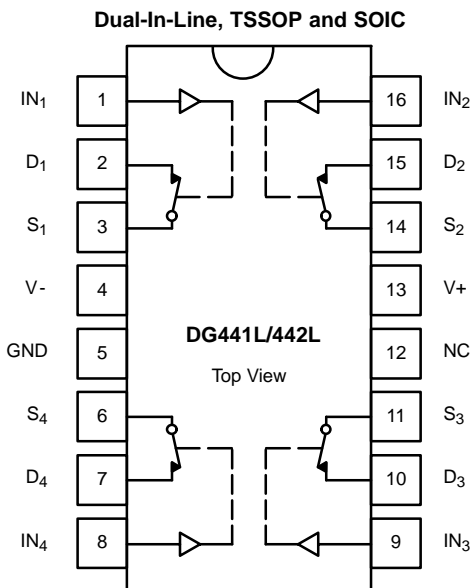 Dual-In-Line, TSSOP and SOIC
IN1 1 16 IN2
D1 2 15 D2
S1 3 14 S2
V- 4 13 V+
DG441L/442L
GND 5 12 NC
Top View
S4 6 11 S3
D4 7 10 D3
IN4 8 9 IN3